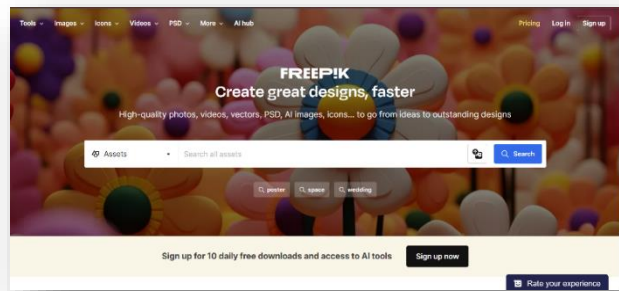 Tools Images Icons Videos PSD More AI hub Pricing Log in Sign up
FREEP!K
Create great designs, faster
High-quality photos, videos, vectors, PSD, AI images, icons... to go from ideas to outstanding designs
Assets Search all assets Search
poster space wedding
Sign up for 10 daily free downloads and access to AI tools Sign up now
Rate your experience